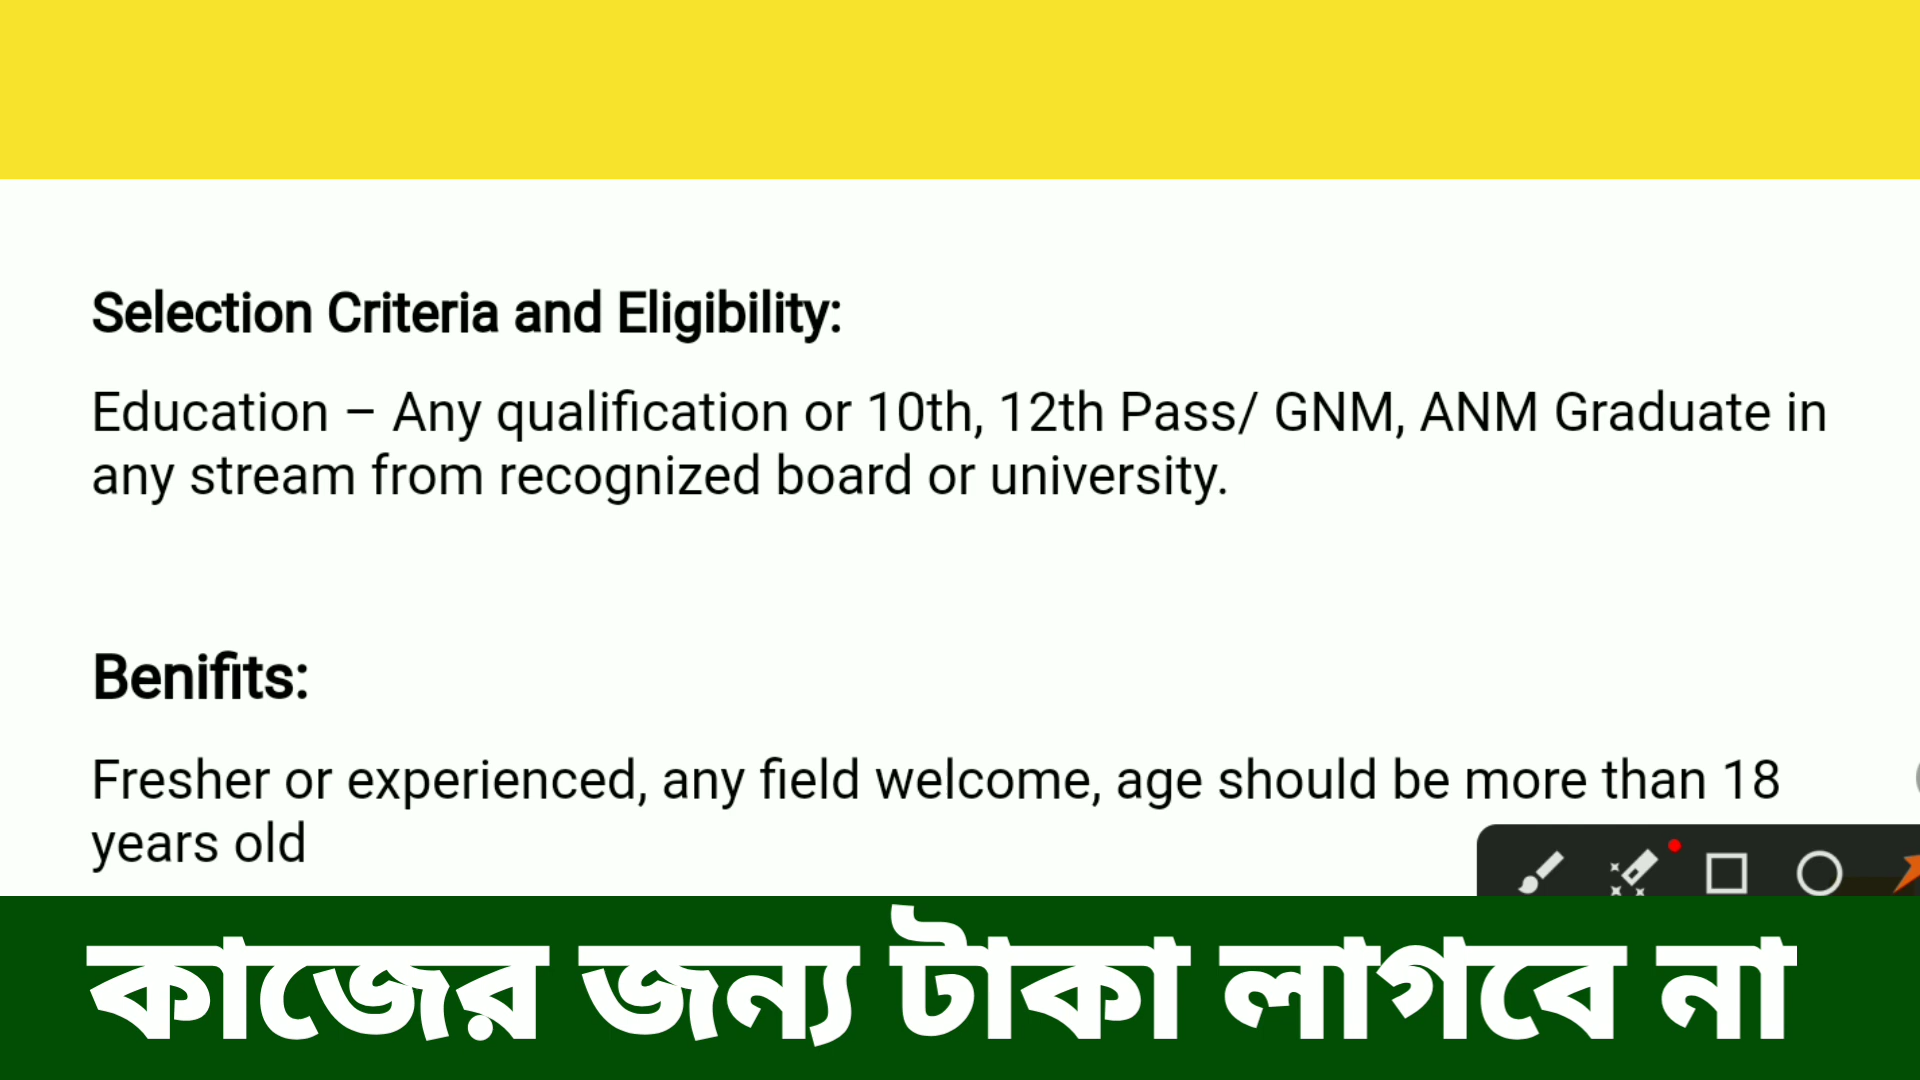 Selection Criteria and Eligibility:
Education – Any qualification or 10th, 12th Pass/ GNM, ANM Graduate in
any stream from recognized board or university.
Benifits:
Fresher or experienced, any field welcome, age should be more than 18
years old
কাজের জন্য টাকা লাগবে না